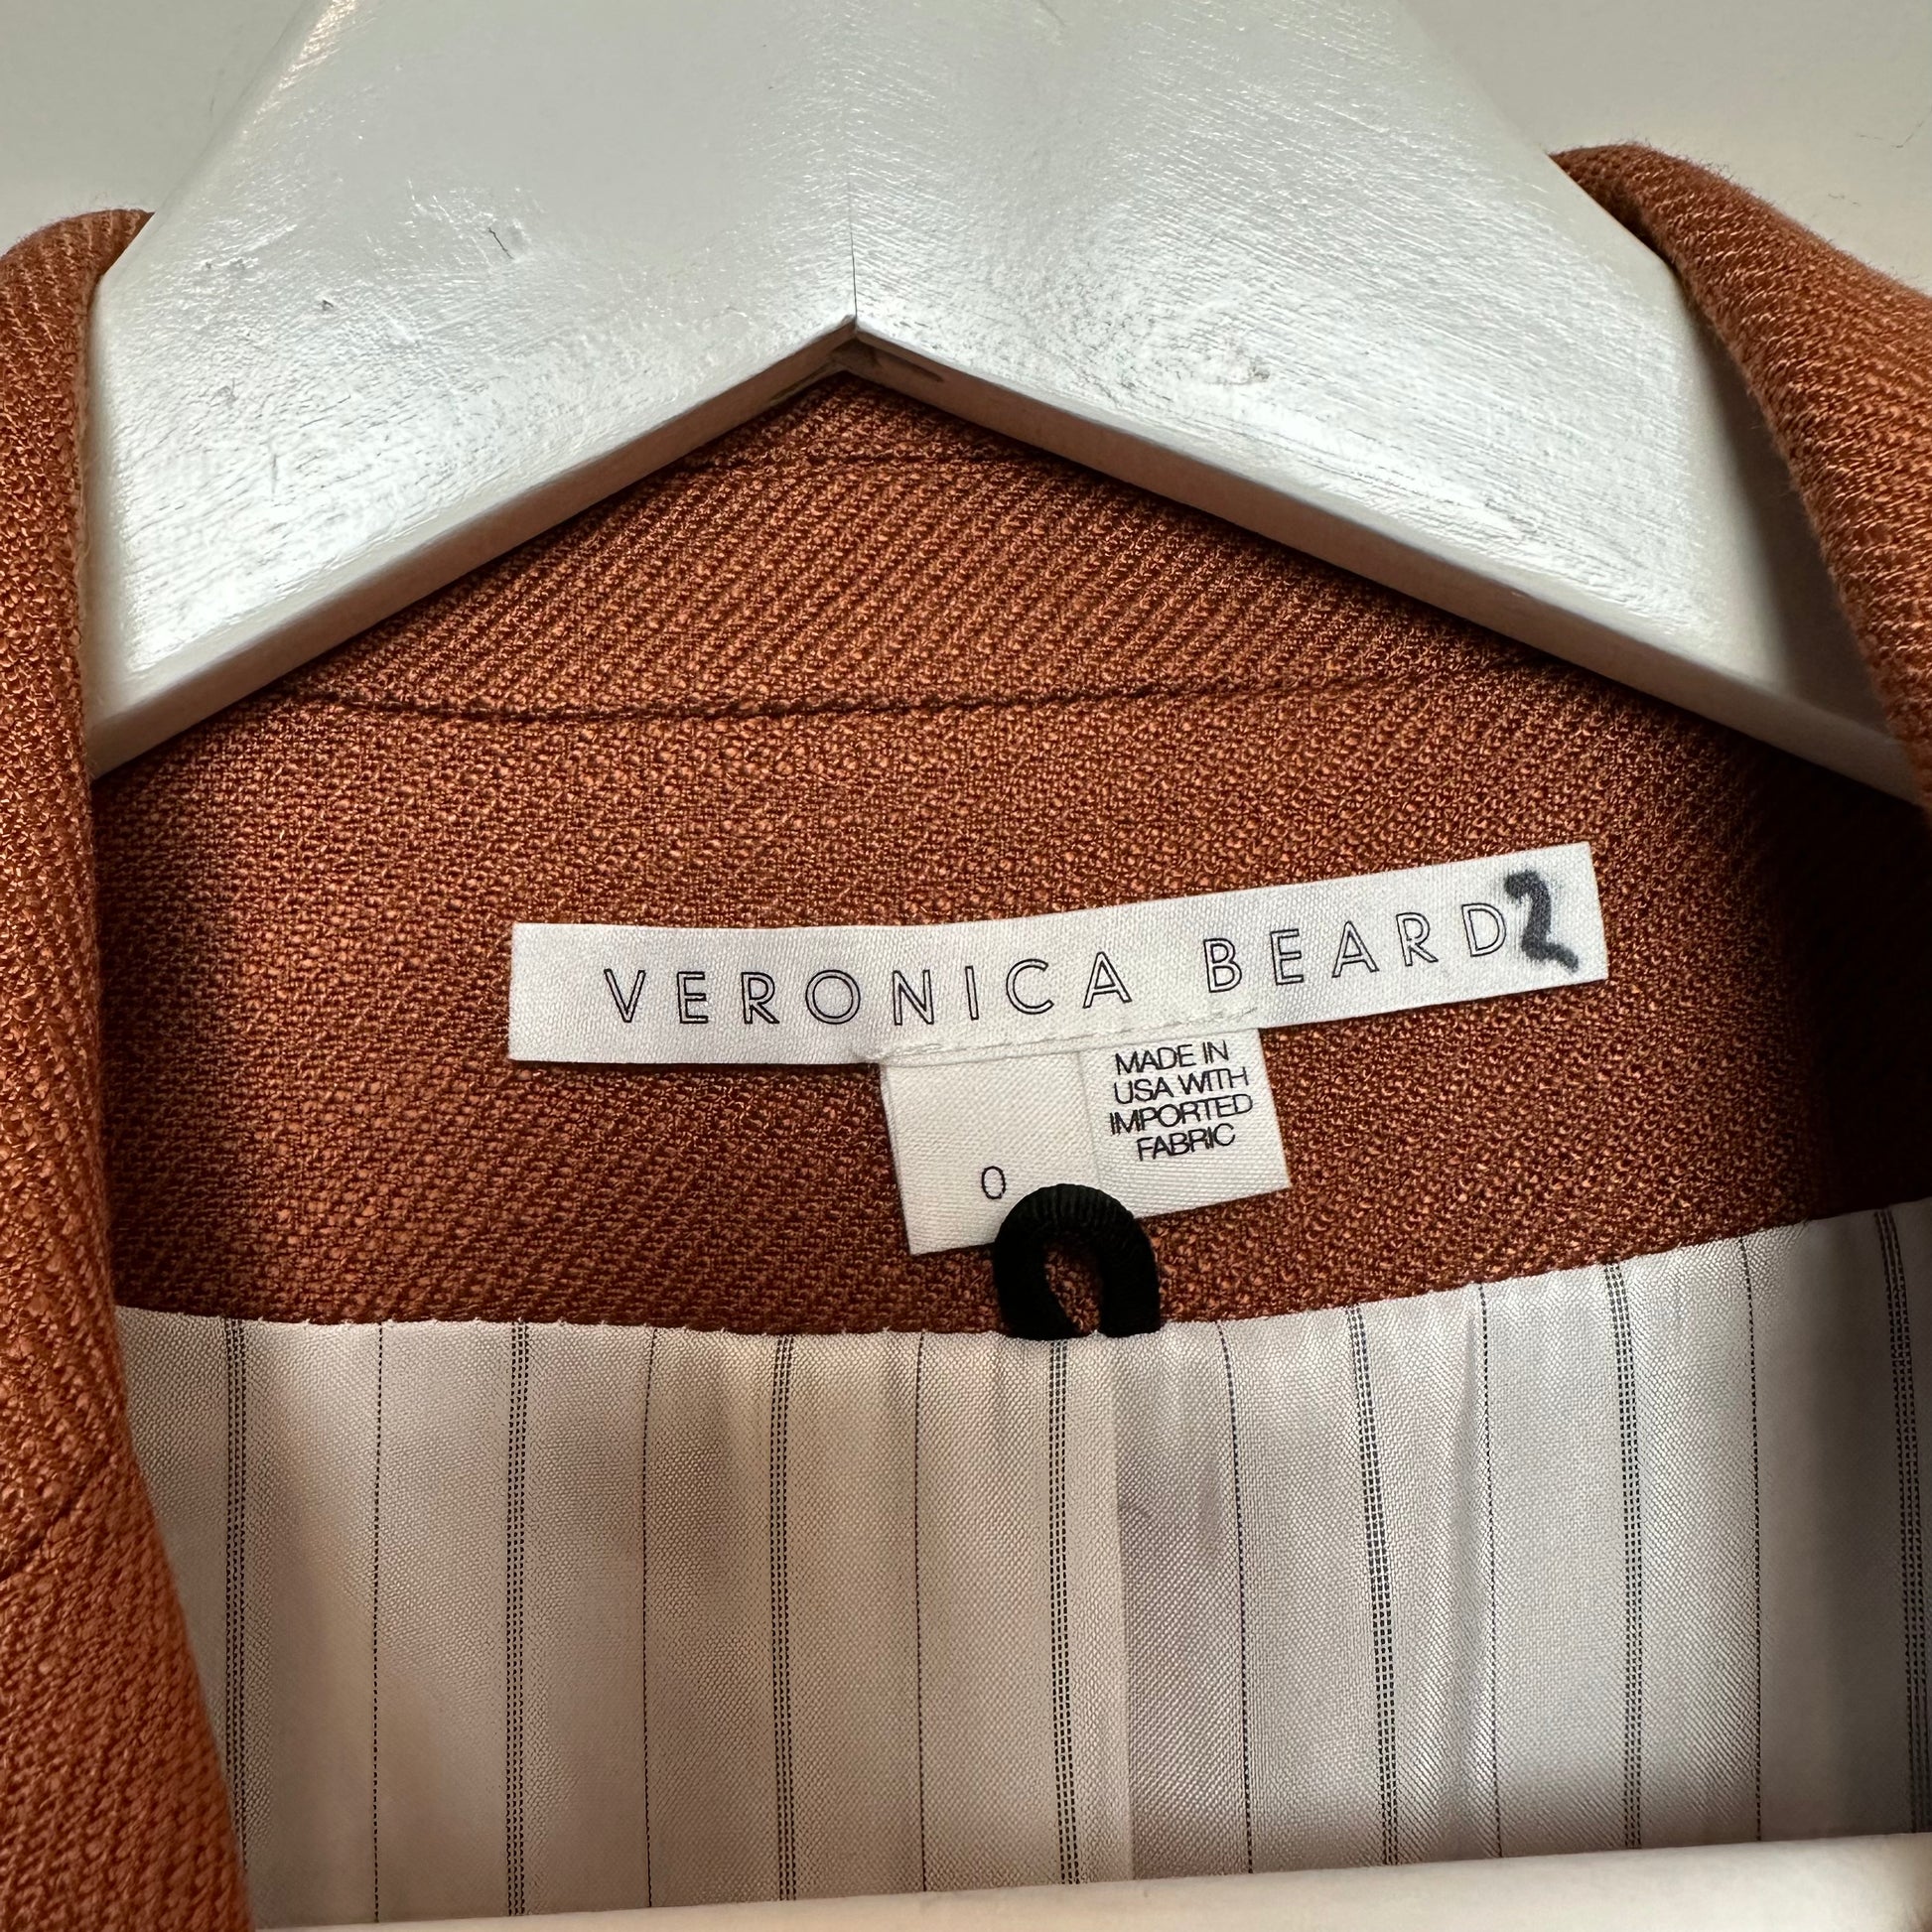 VERONICA BEARD 2
0
MADE IN
USA WITH
IMPORTED
FABRIC